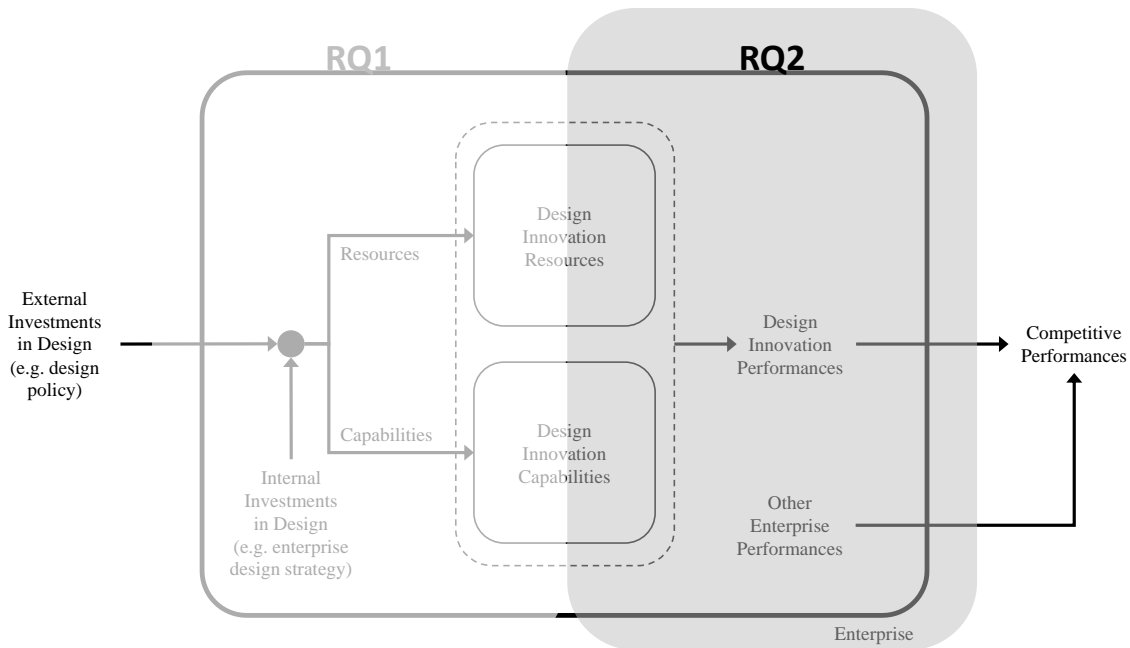 RQ1
RQ2
Design
Innovation
Resources
Resources
External
Investments
in Design
(e.g. design
policy)
Design
Innovation
Performances
Competitive
Performances
Capabilities
Design
Innovation
Capabilities
Internal
Investments
in Design
(e.g. enterprise
design strategy)
Other
Enterprise
Performances
Enterprise